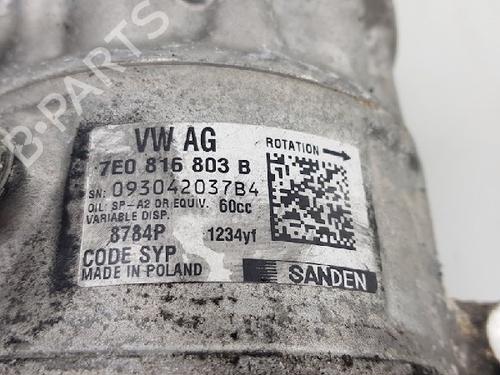 B-PARTS
VW AG
ROTATION
7E0 816 803 B
SN: 093042037B4
OIL: SP-A2 OR EQUIV. 60cc
VARIABLE DISP.
8784P 1234yf
CODE SYP
MADE IN POLAND
SANDEN